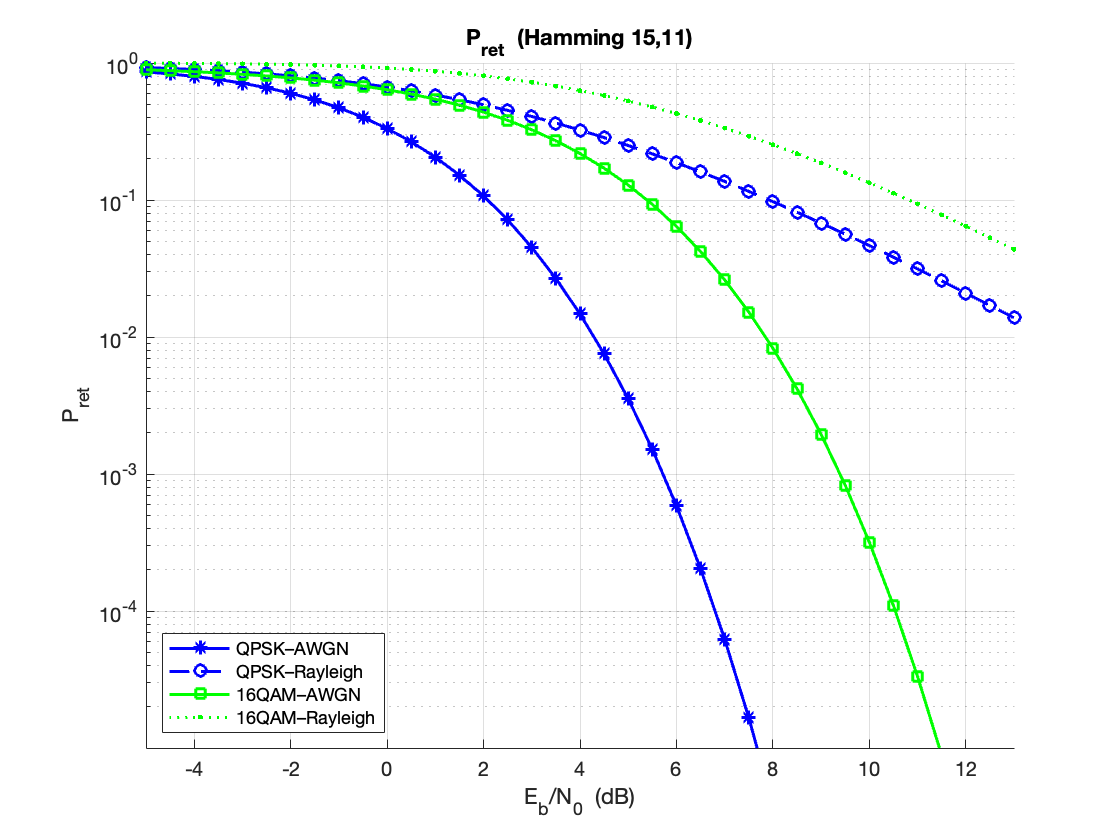 P_ret (Hamming 15,11)
10^0
10^-1
10^-2
10^-3
10^-4
P_ret
QPSK–AWGN
QPSK–Rayleigh
16QAM–AWGN
16QAM–Rayleigh
-4 -2 0 2 4 6 8 10 12
E_b/N_0 (dB)